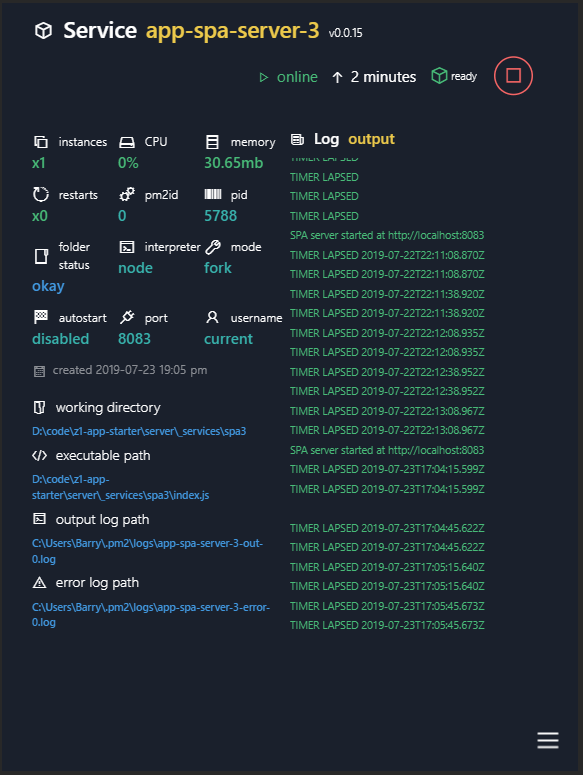 Service app-spa-server-3 v0.0.15
online 2 minutes ready
instances CPU memory
x1 0% 30.65mb
restarts pm2id pid
x0 0 5788
folder status interpreter mode
okay node fork
autostart port username
disabled 8083 current
created 2019-07-23 19:05 pm
working directory
D:\code\z1-app-starter\server\_services\spa3
executable path
D:\code\z1-app-
starter\server\_services\spa3\index.js
output log path
C:\Users\Barry\.pm2\logs\app-spa-server-3-out-
0.log
error log path
C:\Users\Barry\.pm2\logs\app-spa-server-3-error-
0.log
Log output
TIMER LAPSED
TIMER LAPSED
TIMER LAPSED
TIMER LAPSED
SPA server started at http://localhost:8083
TIMER LAPSED 2019-07-22T22:11:08.870Z
TIMER LAPSED 2019-07-22T22:11:08.870Z
TIMER LAPSED 2019-07-22T22:11:38.920Z
TIMER LAPSED 2019-07-22T22:11:38.920Z
TIMER LAPSED 2019-07-22T22:12:08.935Z
TIMER LAPSED 2019-07-22T22:12:08.935Z
TIMER LAPSED 2019-07-22T22:12:38.952Z
TIMER LAPSED 2019-07-22T22:12:38.952Z
TIMER LAPSED 2019-07-22T22:13:08.967Z
TIMER LAPSED 2019-07-22T22:13:08.967Z
SPA server started at http://localhost:8083
TIMER LAPSED 2019-07-23T17:04:15.599Z
TIMER LAPSED 2019-07-23T17:04:15.599Z
TIMER LAPSED 2019-07-23T17:04:45.622Z
TIMER LAPSED 2019-07-23T17:04:45.622Z
TIMER LAPSED 2019-07-23T17:05:15.640Z
TIMER LAPSED 2019-07-23T17:05:15.640Z
TIMER LAPSED 2019-07-23T17:05:45.673Z
TIMER LAPSED 2019-07-23T17:05:45.673Z